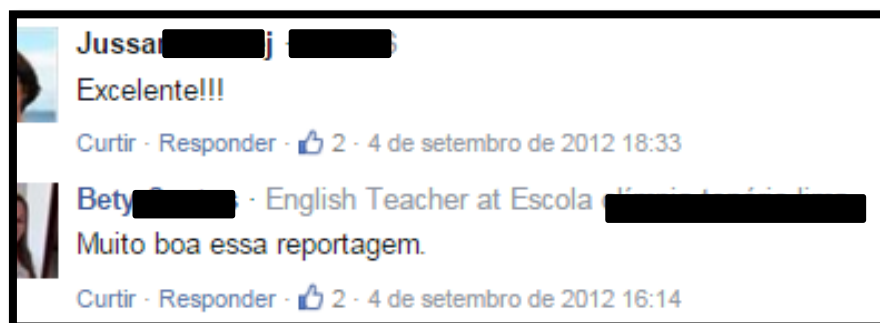 Excelente!!!
Curtir · Responder · 2 · 4 de setembro de 2012 18:33
Bety · English Teacher at Escola
Muito boa essa reportagem.
Curtir · Responder · 2 · 4 de setembro de 2012 16:14